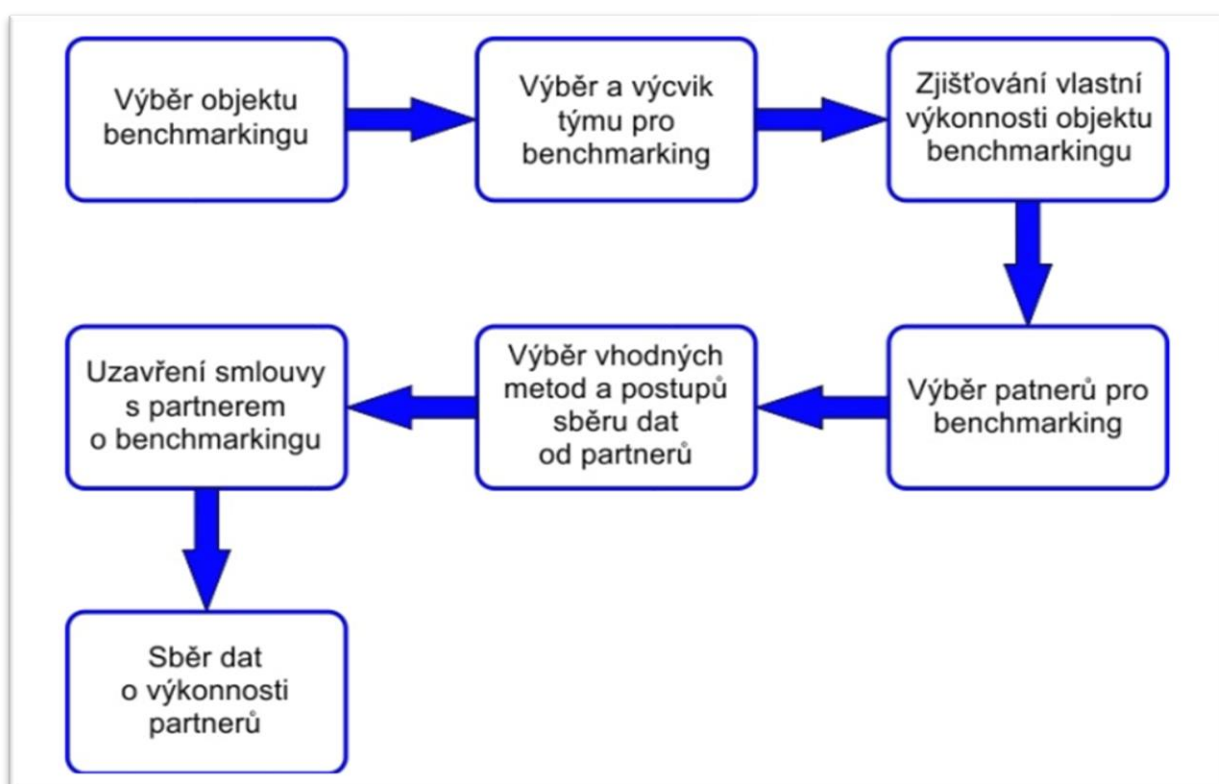 Výběr objektu
benchmarkingu
Výběr a výcvik
týmu pro
benchmarking
Zjišťování vlastní
výkonnosti objektu
benchmarkingu
Výběr patnerů pro
benchmarking
Výběr vhodných
metod a postupů
sběru dat
od partnerů
Uzavření smlouvy
s partnerem
o benchmarkingu
Sběr dat
o výkonnosti
partnerů